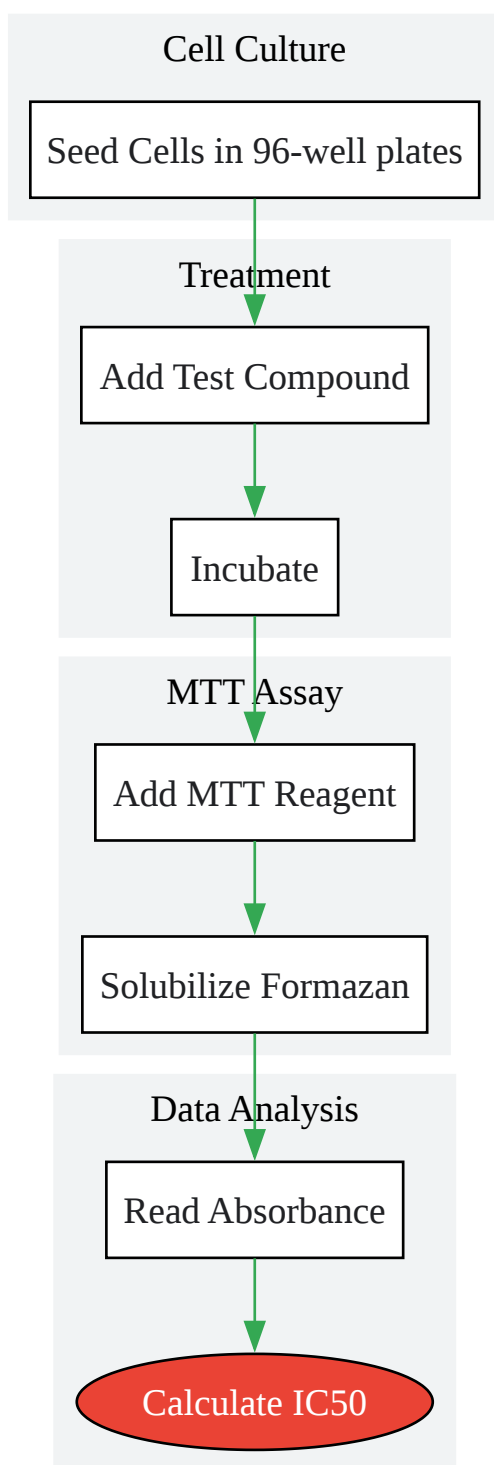 Cell Culture
Seed Cells in 96-well plates
Treatment
Add Test Compound
Incubate
MTT Assay
Add MTT Reagent
Solubilize Formazan
Data Analysis
Read Absorbance
Calculate IC50